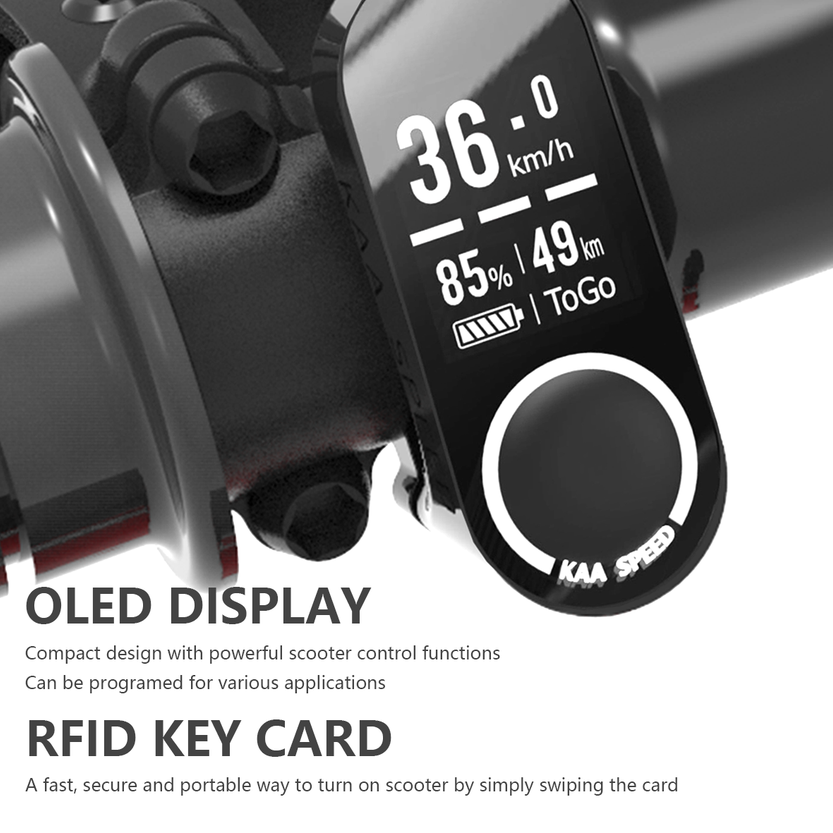 36.0
km/h
85% | 49km
| ToGo
KAA SPEED
OLED DISPLAY
Compact design with powerful scooter control functions
Can be programed for various applications
RFID KEY CARD
A fast, secure and portable way to turn on scooter by simply swiping the card